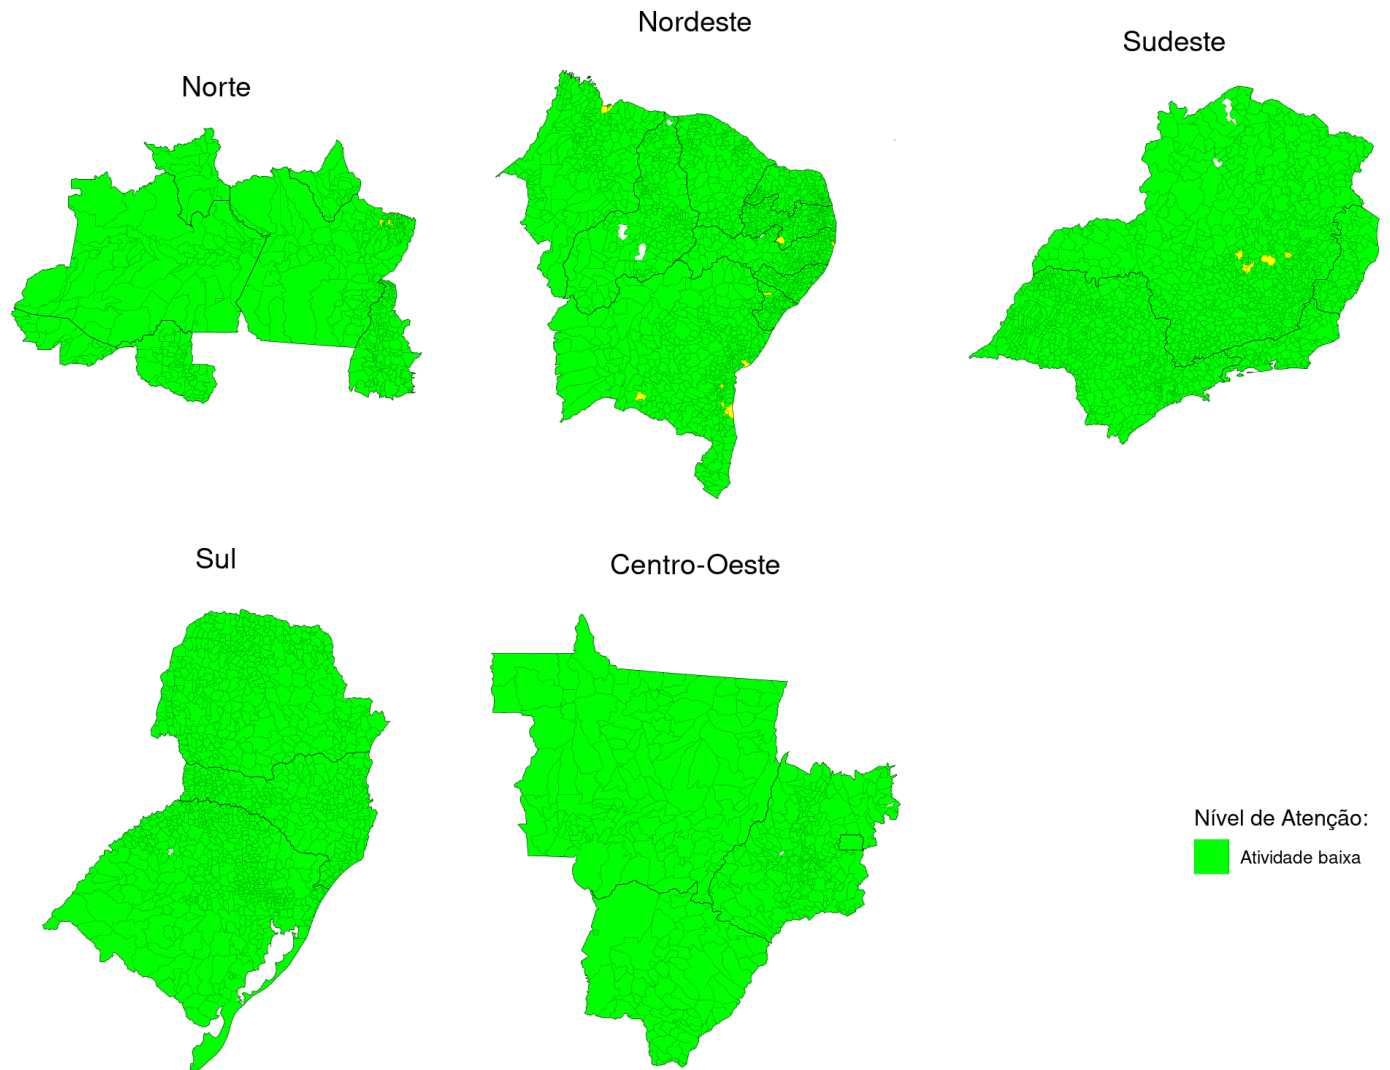 Nordeste
Sudeste
Norte
Sul
Centro-Oeste
Nível de Atenção:
Atividade baixa